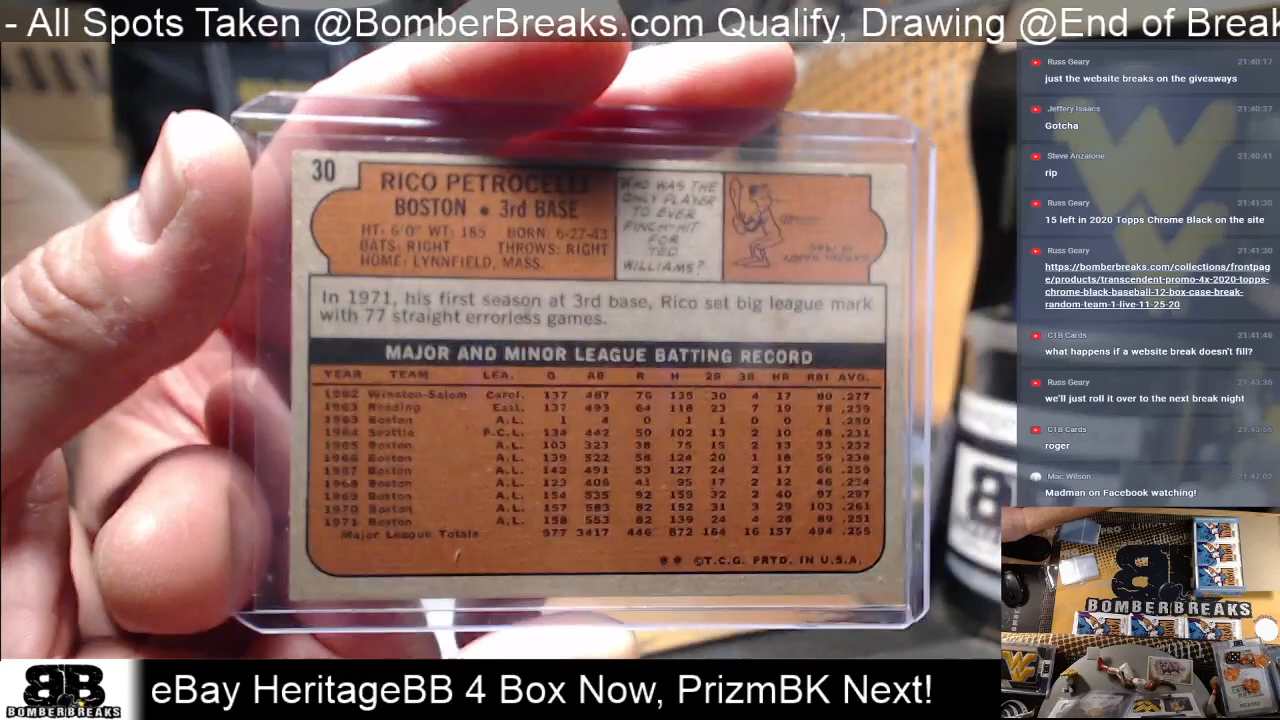 - All Spots Taken @BomberBreaks.com Qualify, Drawing @End of Break
30
RICO PETROCELLI
BOSTON • 3rd BASE
HT: 6'0" WT: 185 BORN: 6-27-43
BATS: RIGHT THROWS: RIGHT
HOME: LYNNFIELD, MASS.
WHO WAS THE
ONLY PLAYER
TO EVER
PINCH-HIT
FOR
TED
WILLIAMS?
In 1971, his first season at 3rd base, Rico set big league mark
with 77 straight errorless games.
MAJOR AND MINOR LEAGUE BATTING RECORD
YEAR TEAM LEA. G AB R H 2B 3B HR RBI AVG.
1962 Winston-Salem Carol. 137 487 76 135 30 4 17 80 .277
1963 Reading East. 137 493 64 118 23 7 19 78 .239
1963 Boston A.L. 1 4 0 1 1 0 0 1 .250
1964 Seattle P.C.L. 134 442 50 102 13 2 10 48 .231
1965 Boston A.L. 103 323 38 75 15 2 13 33 .232
1966 Boston A.L. 139 522 58 124 20 1 18 59 .238
1967 Boston A.L. 142 491 53 127 24 2 17 66 .259
1968 Boston A.L. 123 406 41 95 17 2 12 46 .234
1969 Boston A.L. 154 535 92 159 32 2 40 97 .297
1970 Boston A.L. 157 583 82 152 31 3 29 103 .261
1971 Boston A.L. 158 553 82 139 24 4 28 89 .251
Major League Totals 977 3417 446 872 164 16 157 494 .255
** ©T.C.G. PRTD. IN U.S.A.
Russ Geary 21:40:17
just the website breaks on the giveaways
Jeffery Isaacs 21:40:37
Gotcha
Steve Anzalone 21:40:41
rip
Russ Geary 21:41:30
15 left in 2020 Topps Chrome Black on the site
Russ Geary 21:41:30
https://bomberbreaks.com/collections/frontpag
e/products/transcendent-promo-4x-2020-topps-
chrome-black-baseball-12-box-case-break-
random-team-1-live-11-25-20
CTB Cards 21:41:46
what happens if a website break doesn't fill?
Russ Geary 21:43:36
we'll just roll it over to the next break night
CTB Cards 21:43:56
roger
Mac Wilson 21:47:02
Madman on Facebook watching!
BOMBERBREAKS
BB
BOMBERBREAKS
eBay HeritageBB 4 Box Now, PrizmBK Next!